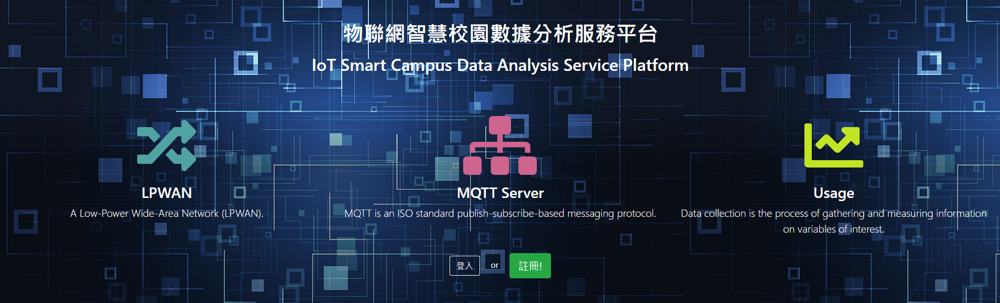 物聯網智慧校園數據分析服務平台
IoT Smart Campus Data Analysis Service Platform
LPWAN
A Low-Power Wide-Area Network (LPWAN).
MQTT Server
MQTT is an ISO standard publish-subscribe-based messaging protocol.
Usage
Data collection is the process of gathering and measuring information
on variables of interest.
登入 or 註冊!